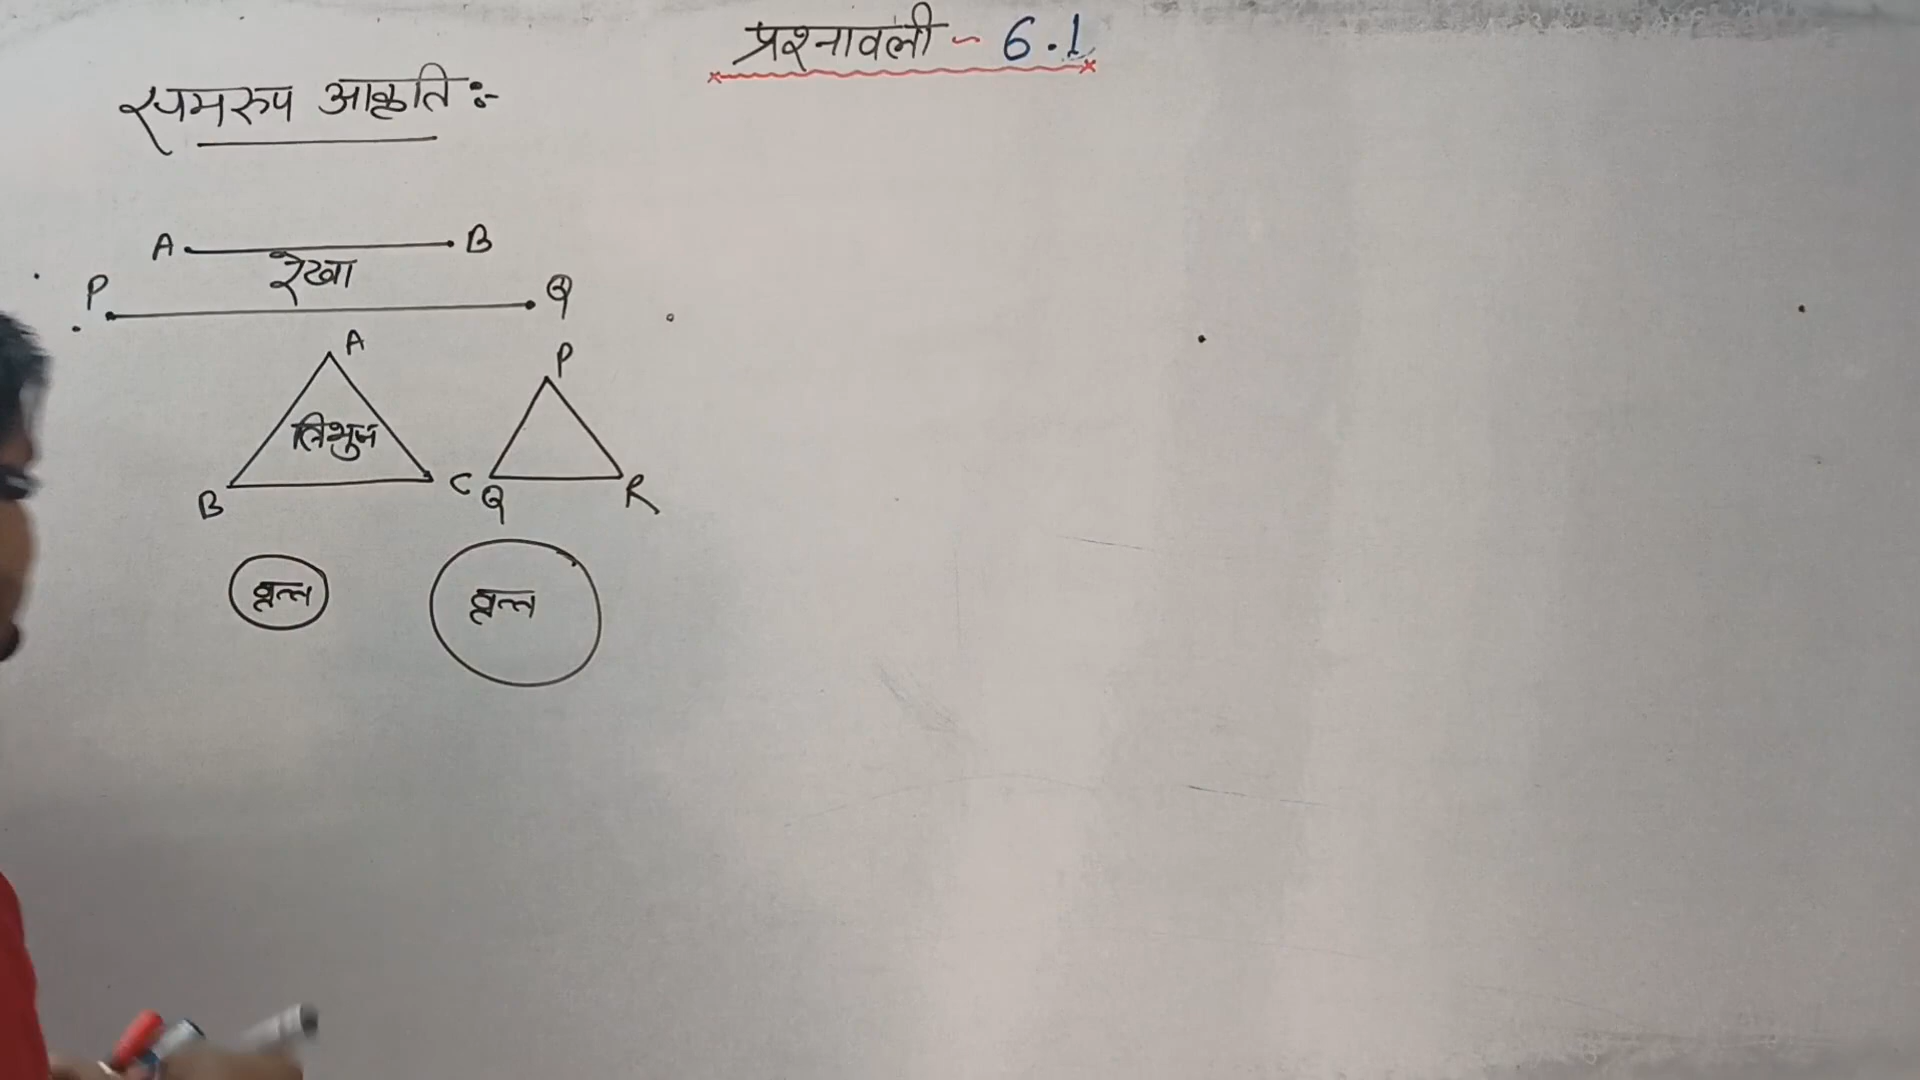 प्रश्नावली - 6.1
समरूप आकृति :-
A B
रेखा
P Q
A P
त्रिभुज
B C Q R
वृत्त वृत्त